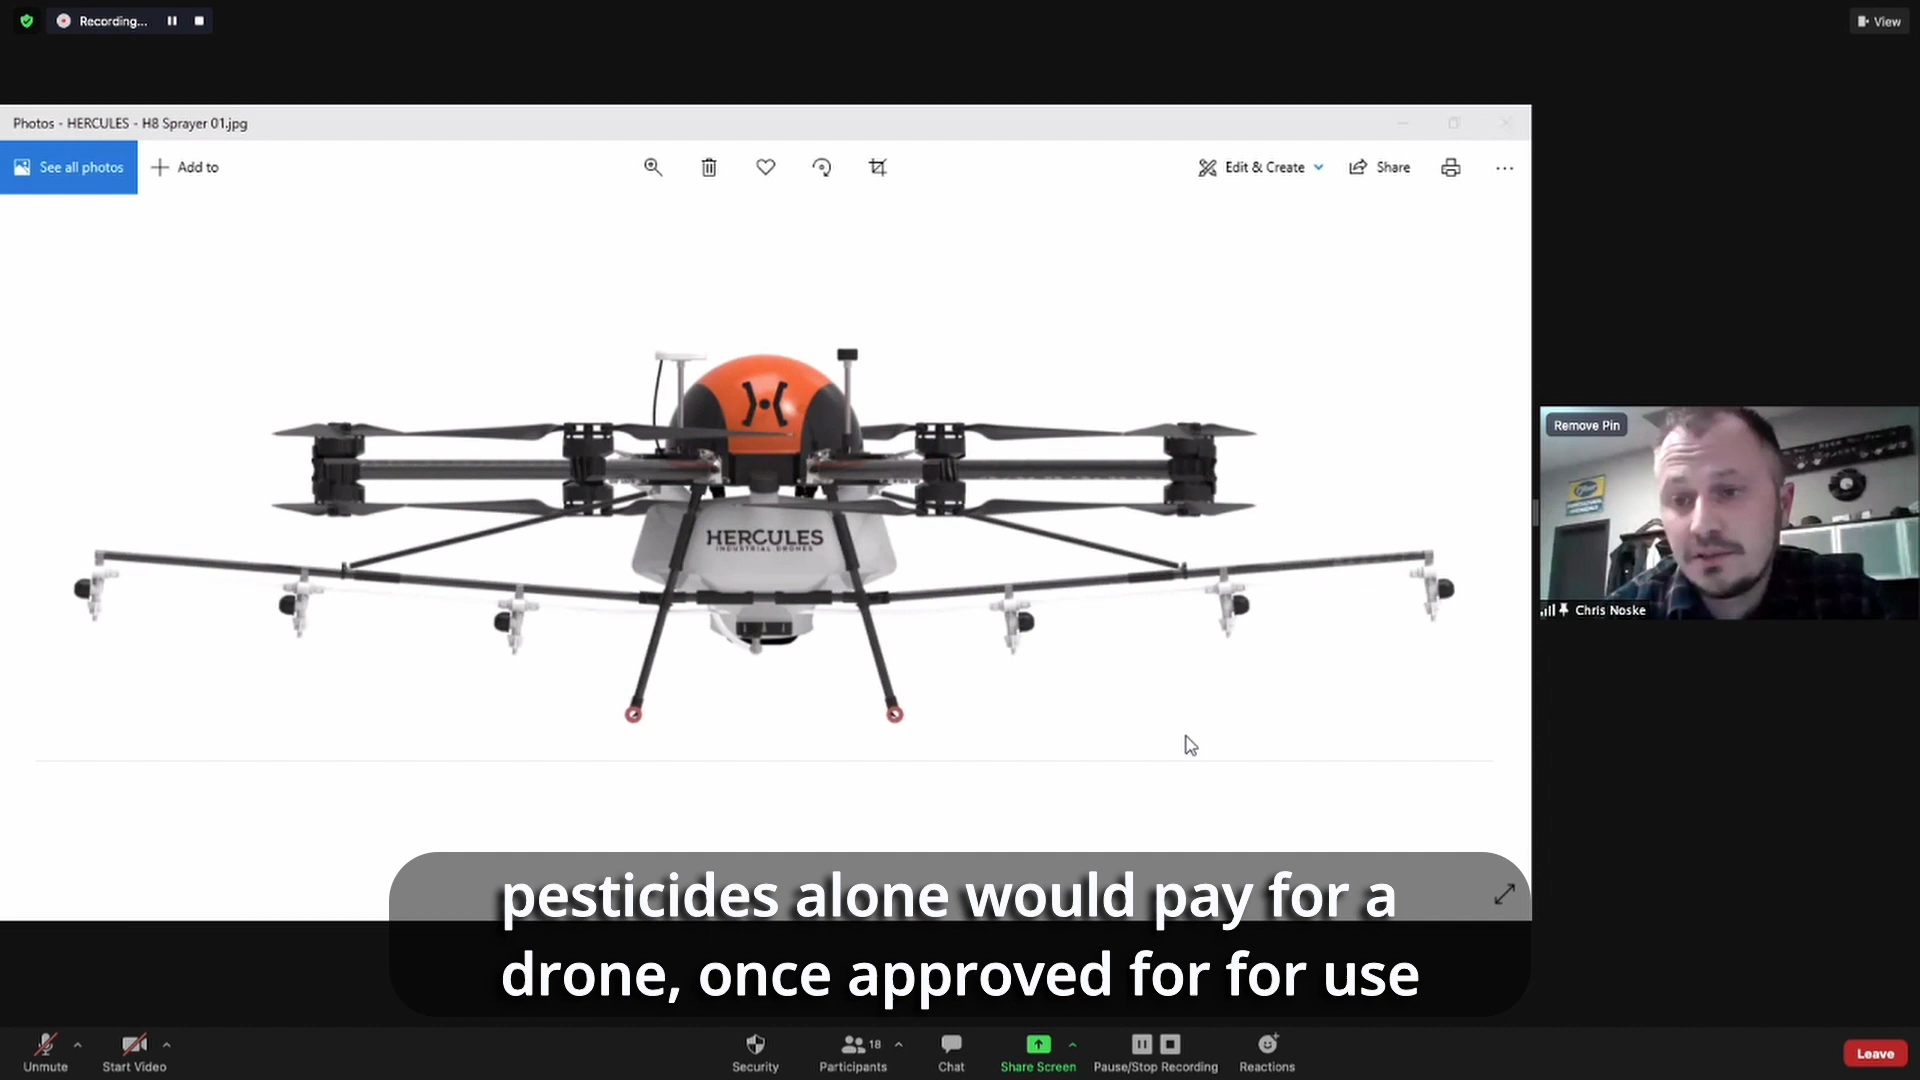 Recording...
View
Photos - HERCULES - H8 Sprayer 01.jpg
See all photos
Add to
Edit & Create
Share
HERCULES
INDUSTRIAL DRONES
Remove Pin
Chris Noske
pesticides alone would pay for a
drone, once approved for for use
Unmute
Start Video
Security
Participants
18
Chat
Share Screen
Pause/Stop Recording
Reactions
Leave